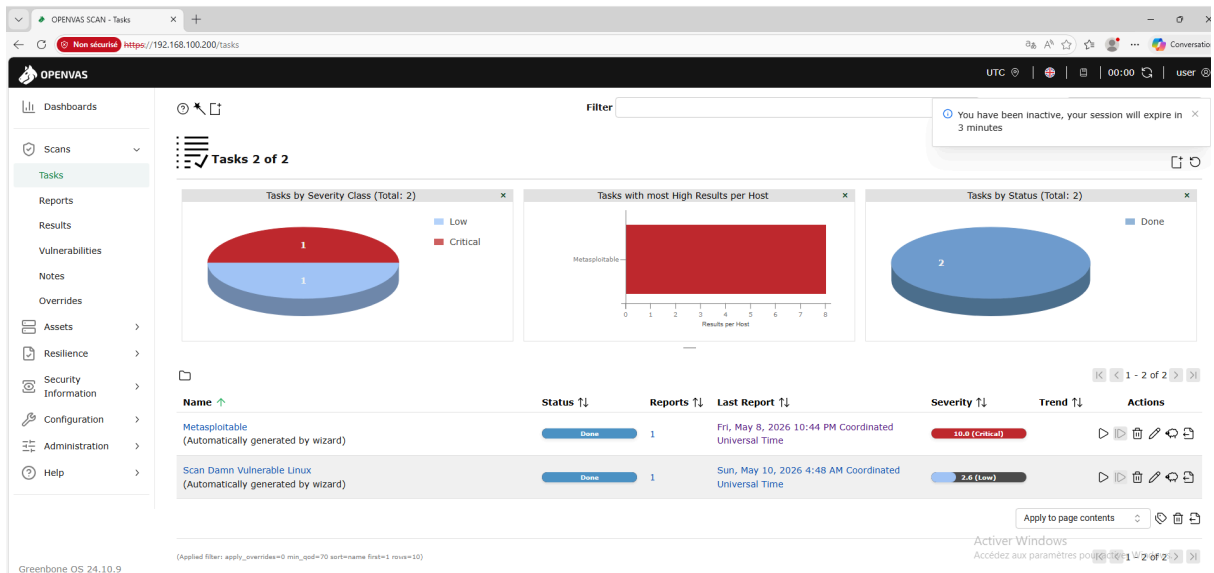 OPENVAS SCAN - Tasks
Non sécurisé https://192.168.100.200/tasks
Conversation
OPENVAS
UTC
00:00
user
Dashboards
Scans
Tasks
Reports
Results
Vulnerabilities
Notes
Overrides
Assets
Resilience
Security
Information
Configuration
Administration
Help
Greenbone OS 24.10.9
Filter
You have been inactive, your session will expire in
3 minutes
Tasks 2 of 2
Tasks by Severity Class (Total: 2)
1
1
Low
Critical
Tasks with most High Results per Host
Metasploitable
0 1 2 3 4 5 6 7 8
Results per Host
Tasks by Status (Total: 2)
2
Done
1 - 2 of 2
Name Status Reports Last Report Severity Trend Actions
Metasploitable
(Automatically generated by wizard)
Done
1
Fri, May 8, 2026 10:44 PM Coordinated
Universal Time
10.0 (Critical)
Scan Damn Vulnerable Linux
(Automatically generated by wizard)
Done
1
Sun, May 10, 2026 4:48 AM Coordinated
Universal Time
2.6 (Low)
Apply to page contents
(Applied filter: apply_overrides=0 min_qod=70 sort=name first=1 rows=10)
Activer Windows
Accédez aux paramètres
1 - 2 of 2